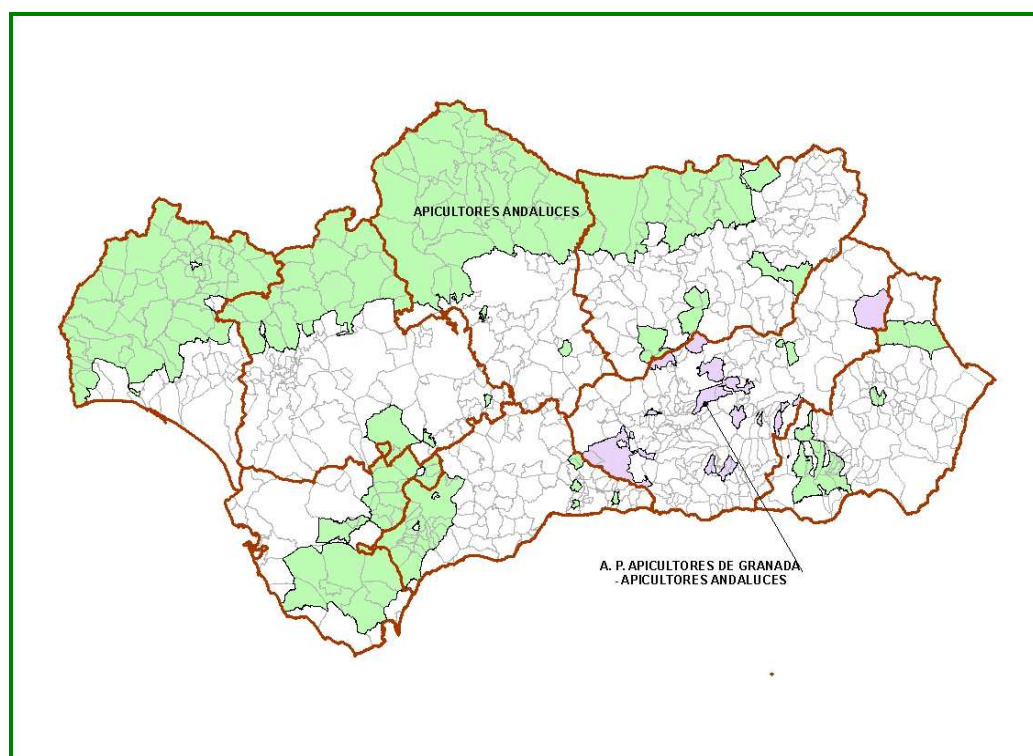 APICULTORES ANDALUCES
A. P. APICULTORES DE GRANADA
- APICULTORES ANDALUCES